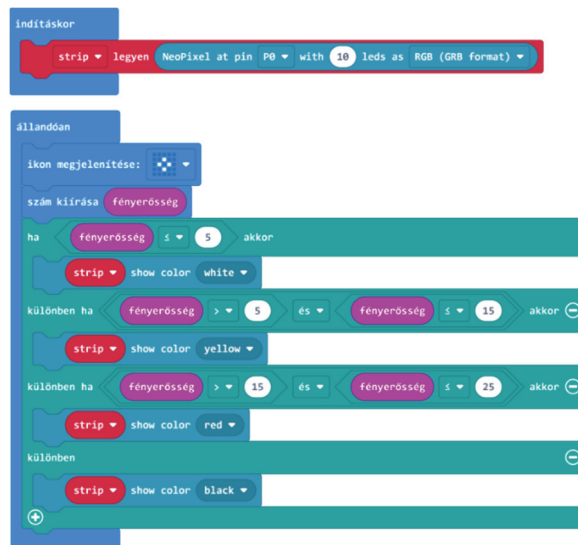 indításkor
strip legyen NeoPixel at pin P0 with 10 leds as RGB (GRB format)
állandóan
ikon megjelenítése:
szám kiírása fényerősség
ha fényerősség ≤ 5 akkor
strip show color white
különben ha fényerősség > 5 és fényerősség ≤ 15 akkor
strip show color yellow
különben ha fényerősség > 15 és fényerősség ≤ 25 akkor
strip show color red
különben
strip show color black